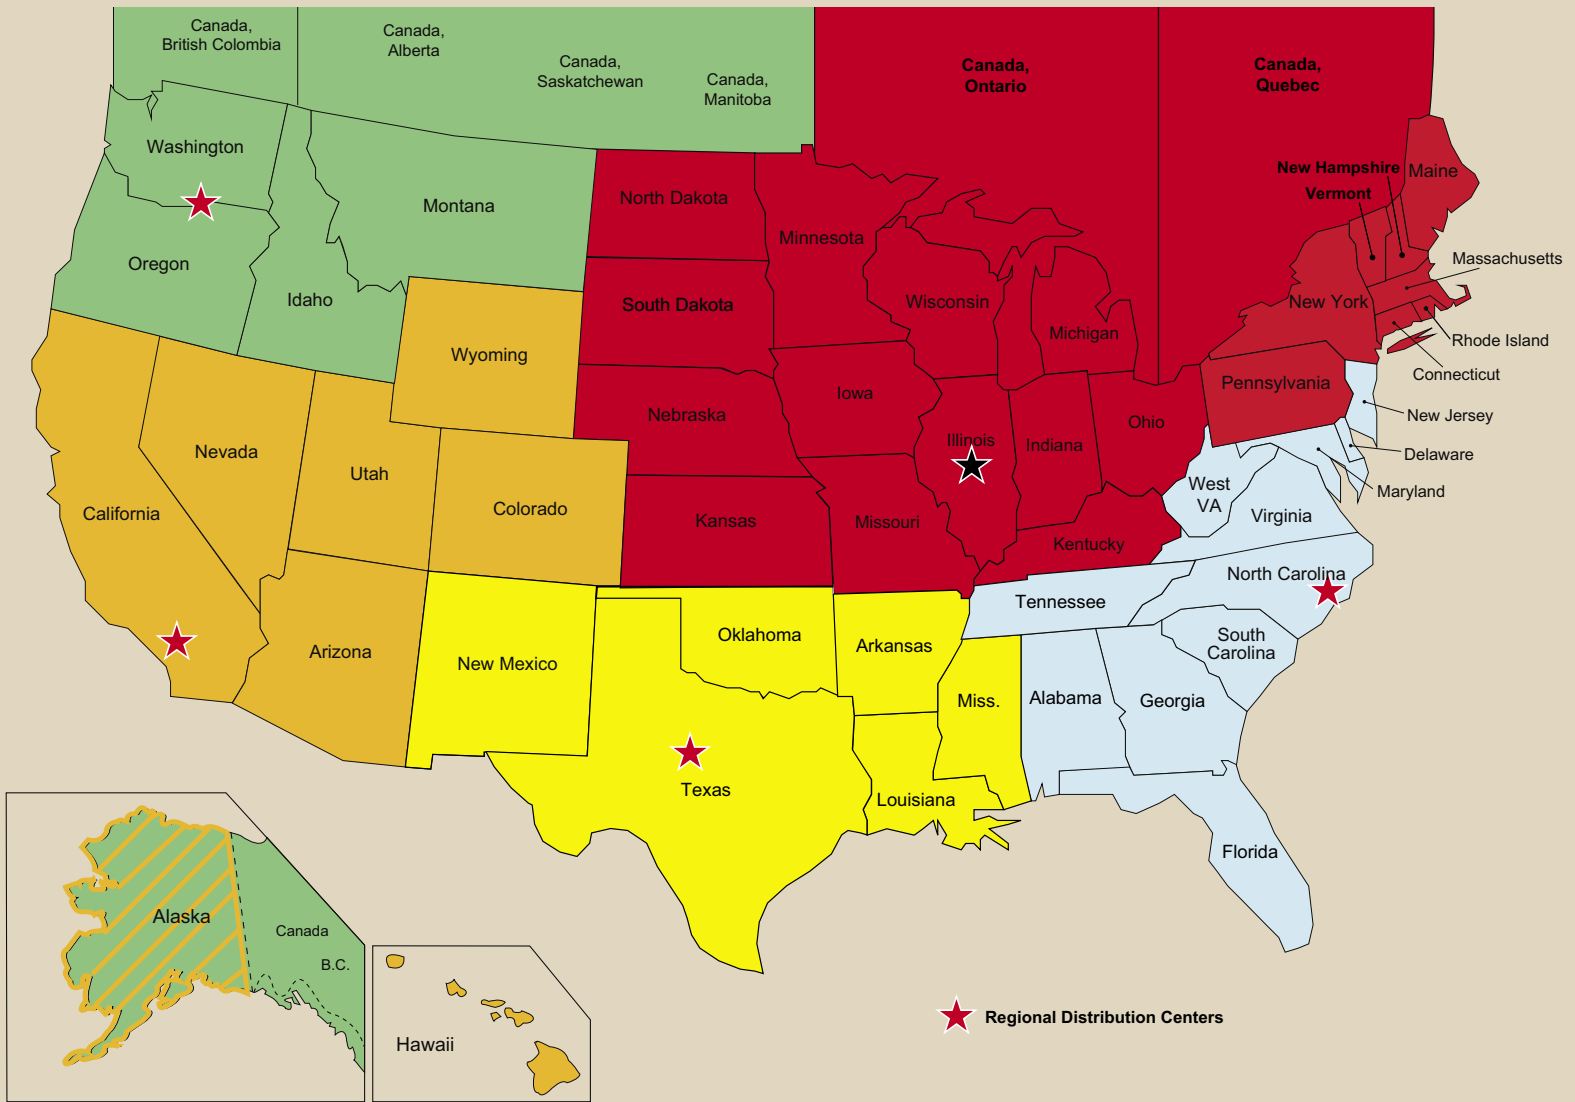 Canada,
British Colombia
Canada,
Alberta
Canada,
Saskatchewan
Canada,
Manitoba
Canada,
Ontario
Canada,
Quebec
Washington
Oregon
Idaho
Montana
North Dakota
South Dakota
Minnesota
Wisconsin
Michigan
New Hampshire
Vermont
Maine
Massachusetts
New York
Rhode Island
Connecticut
Pennsylvania
New Jersey
Delaware
Maryland
Wyoming
Nebraska
Iowa
Illinois
Indiana
Ohio
California
Nevada
Utah
Colorado
Kansas
Missouri
Kentucky
West
VA
Virginia
North Carolina
Tennessee
South
Carolina
Arizona
New Mexico
Oklahoma
Arkansas
Texas
Louisiana
Miss.
Alabama
Georgia
Florida
Alaska
Canada
B.C.
Hawaii
Regional Distribution Centers